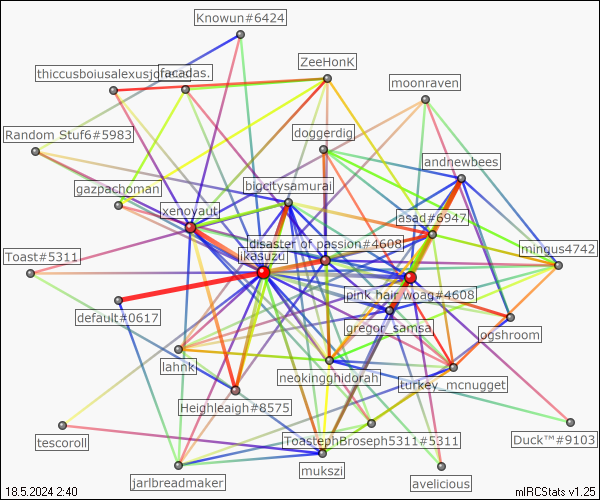 Knowun#6424
ZeeHonK
facadas.
moonraven
Random Stuf6#5983
doggerdig
andnewbees
bigcitysamurai
gazpachoman
xenoyaut
asad#6947
disaster of passion#4608
mingus4742
Toast#5311
jkasuzu
pink hair woag#4608
default#0617
gregor_samsa
ogshroom
lahnk
neokingghidorah
turkey_mcnugget
Heighleaigh#8575
tescoroll
ToastephBroseph5311#5311
Duck™#9103
mukszi
jarlbreadmaker
avelicious
18.5.2024 2:40
mIRCStats v1.25